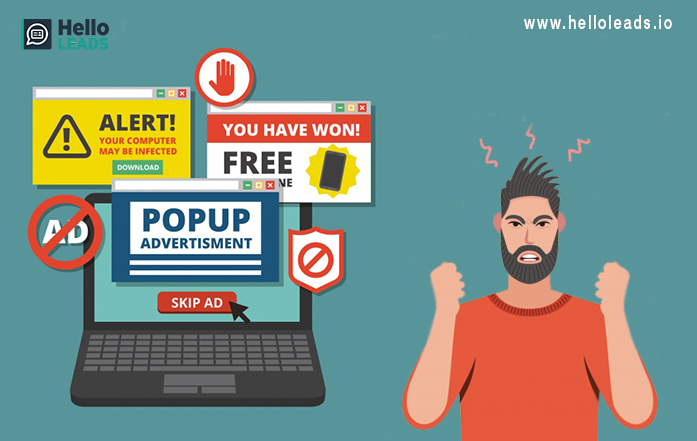 Hello
LEADS
www.helloleads.io
ALERT!
YOUR COMPUTER
MAY BE INFECTED
DOWNLOAD
YOU HAVE WON!
FREE
AD
POPUP
ADVERTISMENT
SKIP AD